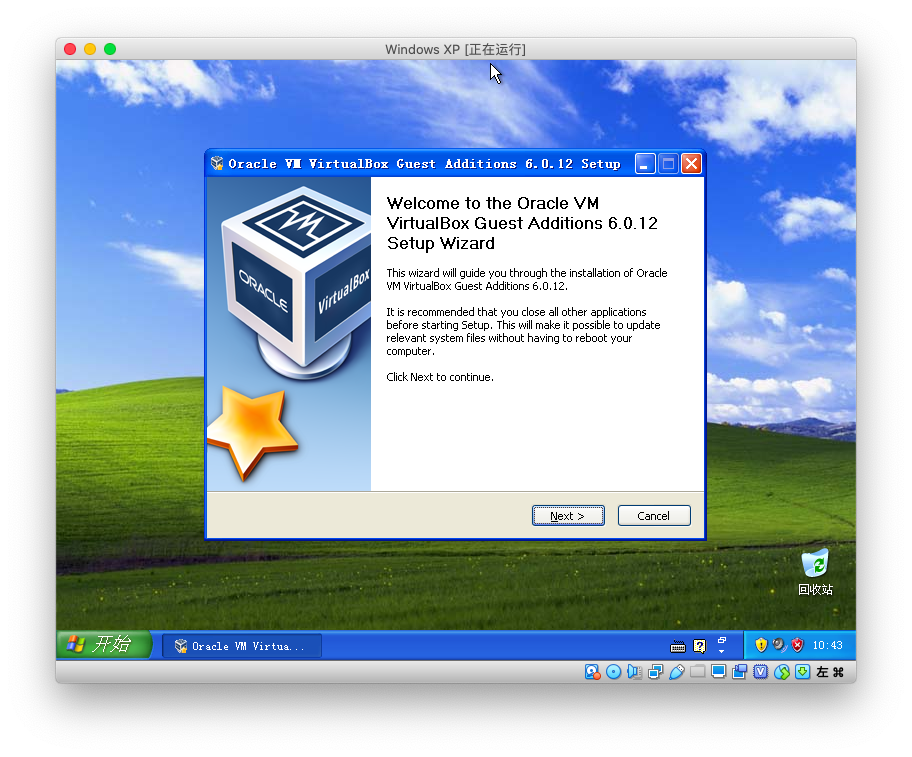 Windows XP [正在运行]
Oracle VM VirtualBox Guest Additions 6.0.12 Setup
ORACLE
VirtualBox
Welcome to the Oracle VM
VirtualBox Guest Additions 6.0.12
Setup Wizard
This wizard will guide you through the installation of Oracle
VM VirtualBox Guest Additions 6.0.12.
It is recommended that you close all other applications
before starting Setup. This will make it possible to update
relevant system files without having to reboot your
computer.
Click Next to continue.
Next >
Cancel
回收站
开始
Oracle VM Virtua...
10:43
左 ⌘